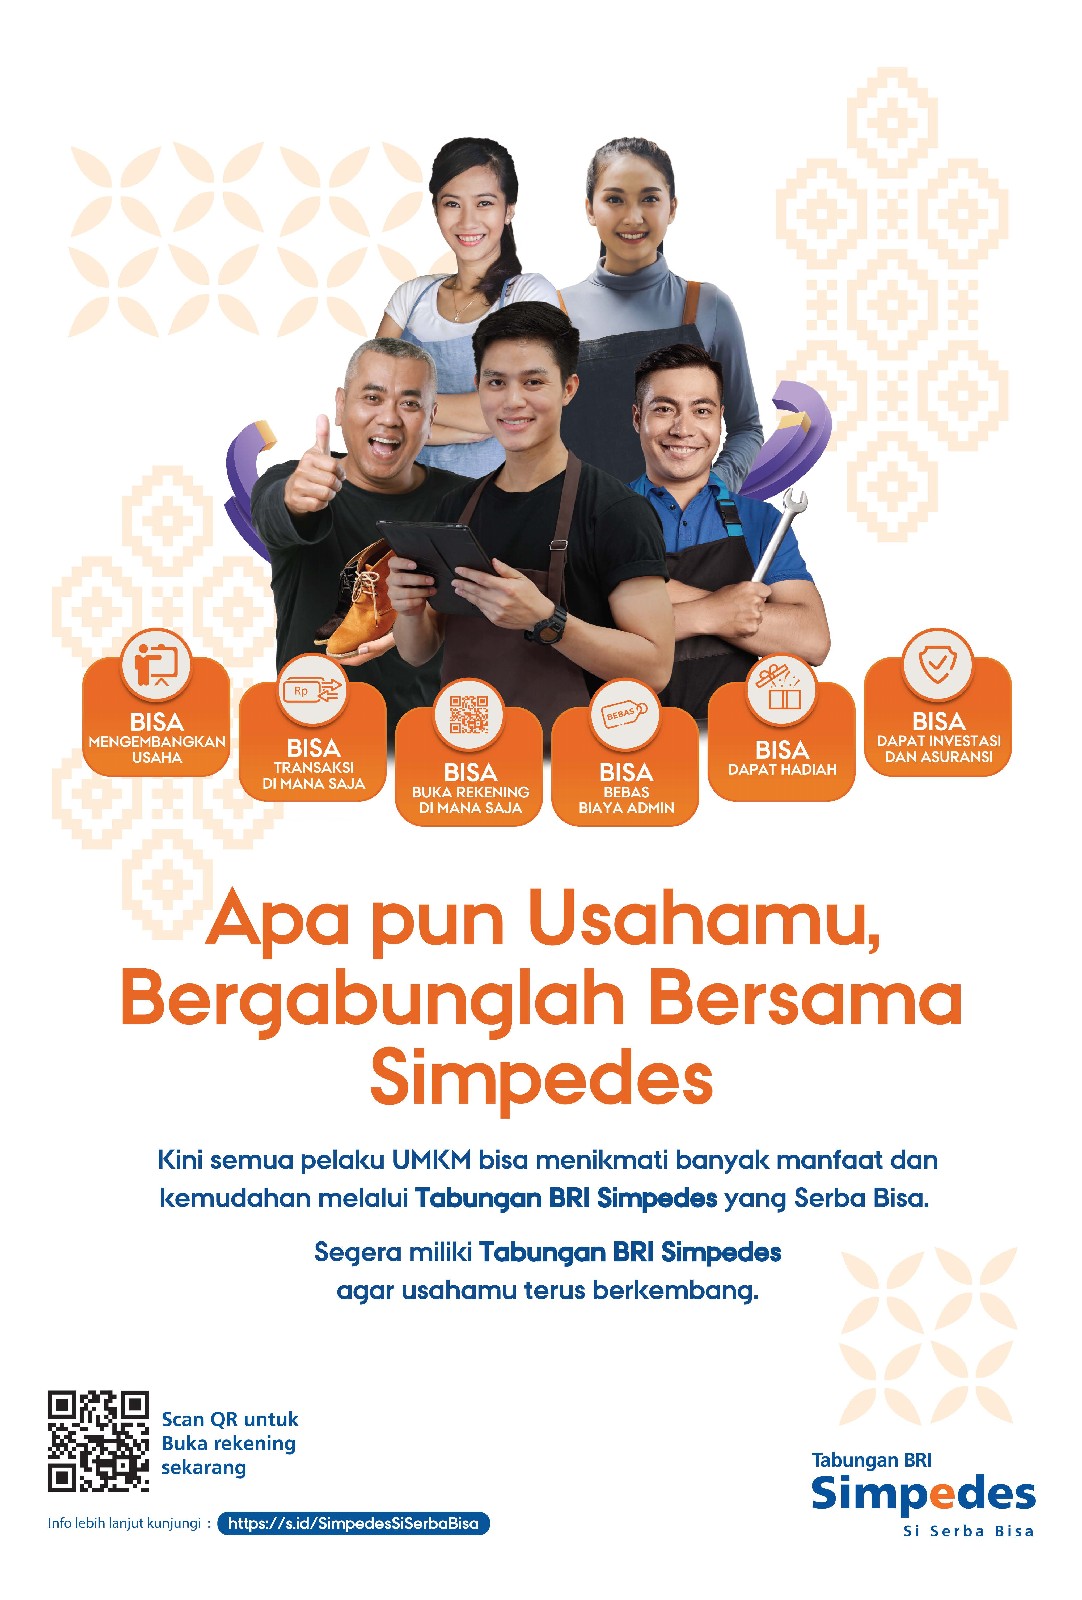 BISA
MENGEMBANGKAN
USAHA
Rp
BISA
TRANSAKSI
DI MANA SAJA
BISA
BUKA REKENING
DI MANA SAJA
BEBAS
BISA
BEBAS
BIAYA ADMIN
BISA
DAPAT HADIAH
BISA
DAPAT INVESTASI
DAN ASURANSI
Apa pun Usahamu,
Bergabunglah Bersama
Simpedes
Kini semua pelaku UMKM bisa menikmati banyak manfaat dan
kemudahan melalui Tabungan BRI Simpedes yang Serba Bisa.
Segera miliki Tabungan BRI Simpedes
agar usahamu terus berkembang.
Scan QR untuk
Buka rekening
sekarang
Info lebih lanjut kunjungi : https://s.id/SimpedesSiSerbaBisa
Tabungan BRI
Simpedes
Si Serba Bisa